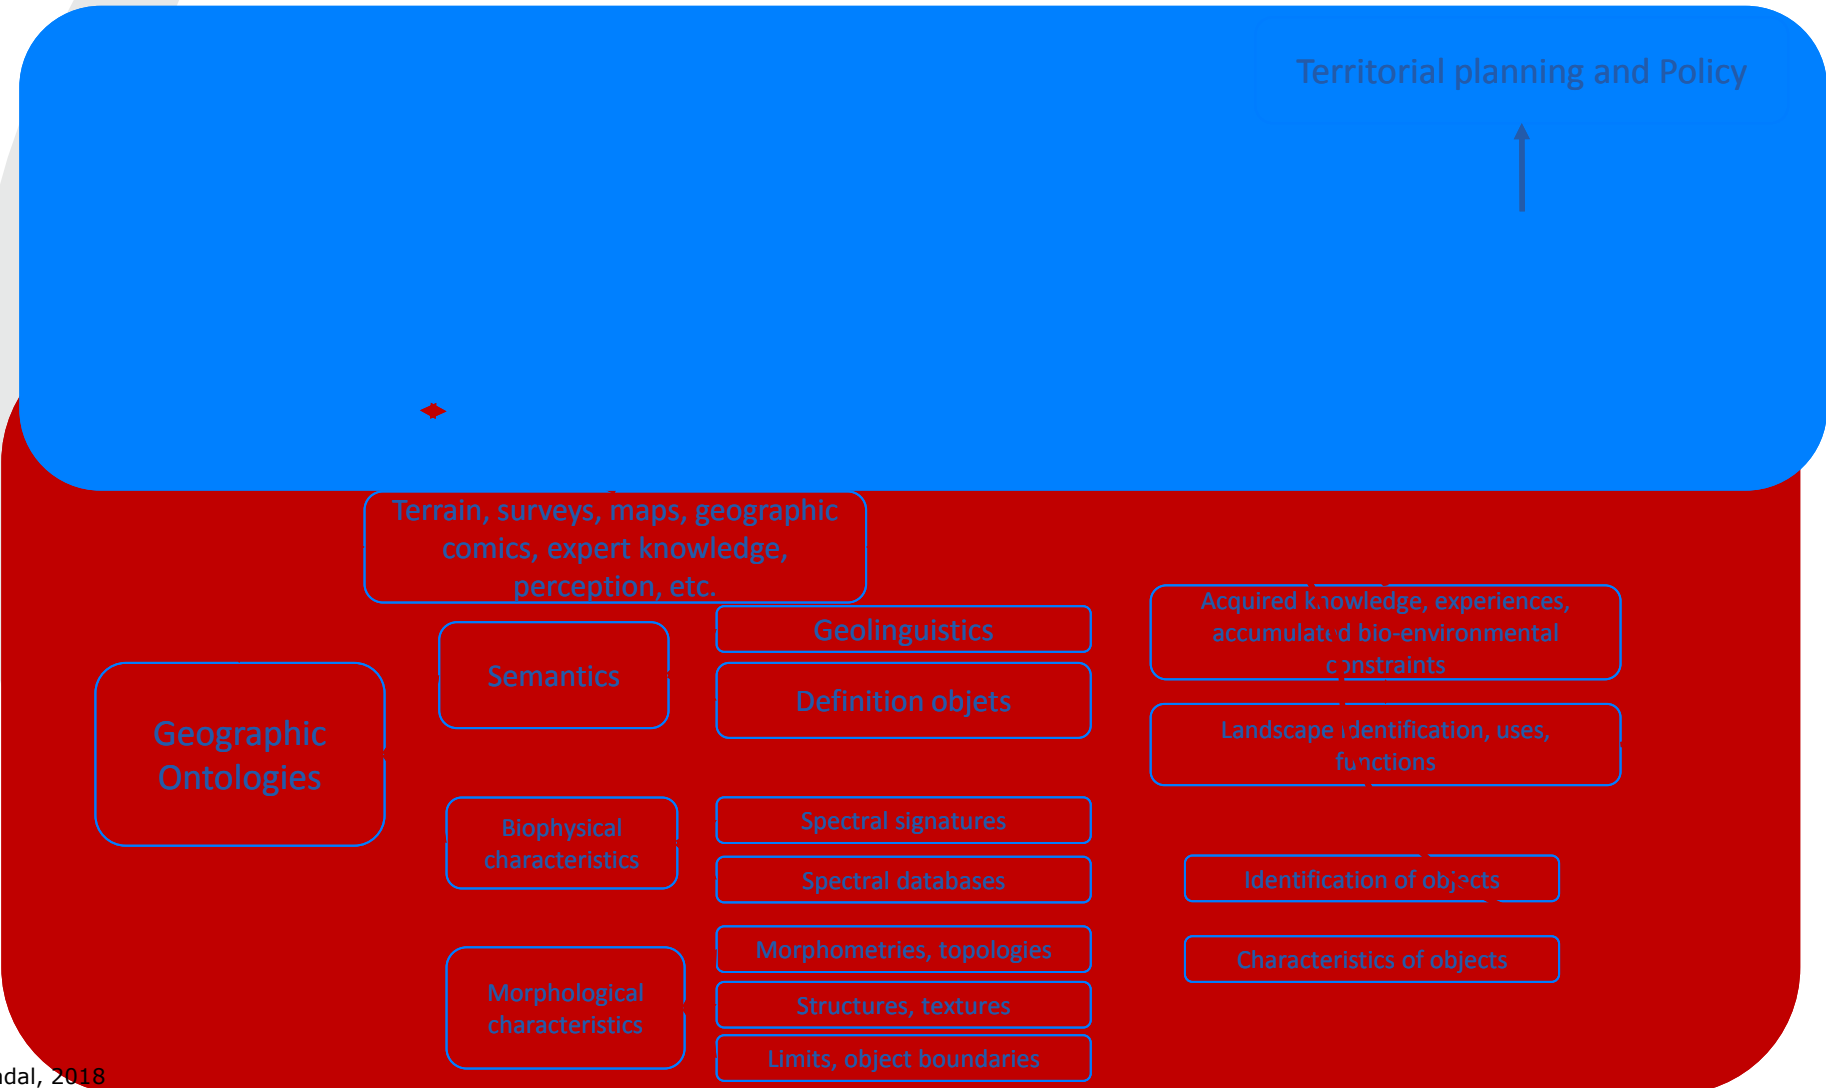 Territorial planning and Policy
Terrain, surveys, maps, geographic
comics, expert knowledge,
perception, etc.
Geographic
Ontologies
Semantics
Geolinguistics
Definition objets
Acquired knowledge, experiences,
accumulated bio-environmental
constraints
Landscape identification, uses,
functions
Biophysical
characteristics
Spectral signatures
Spectral databases
Identification of objects
Characteristics of objects
Morphological
characteristics
Morphometries, topologies
Structures, textures
Limits, object boundaries
2018